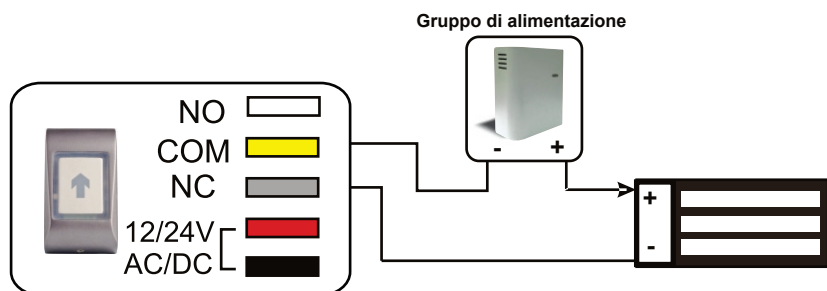 Gruppo di alimentazione
- +
NO
COM
NC
12/24V
AC/DC
+
-